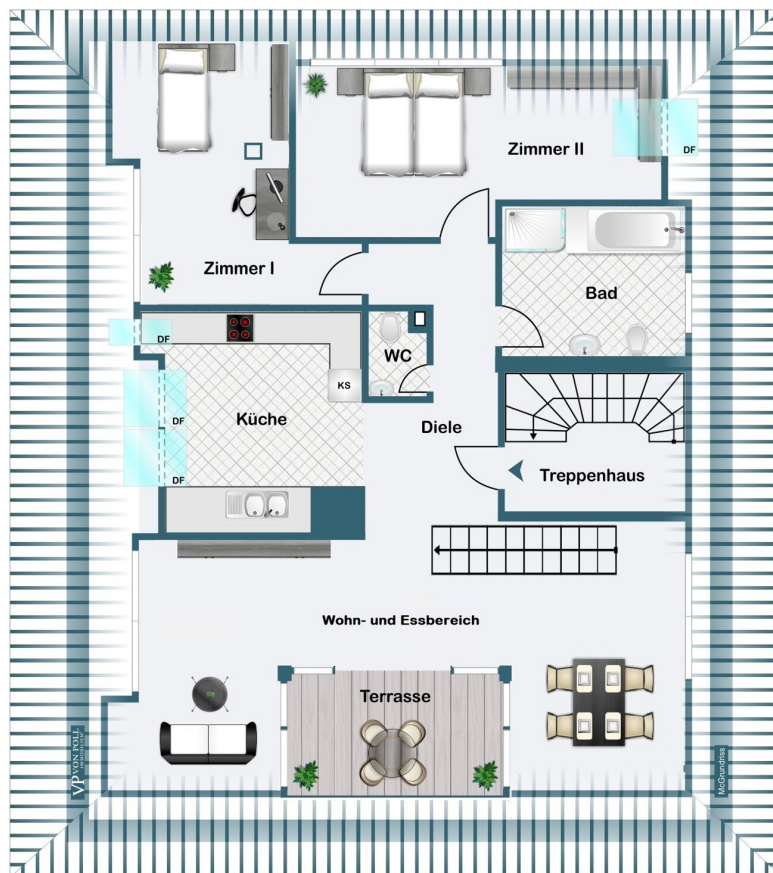 Zimmer II
DF
Zimmer I
Bad
DF
WC
KS
Küche
DF
Diele
Treppenhaus
DF
Wohn- und Essbereich
Terrasse
VP VON POLL
IMMOBILIEN
McGrundriss